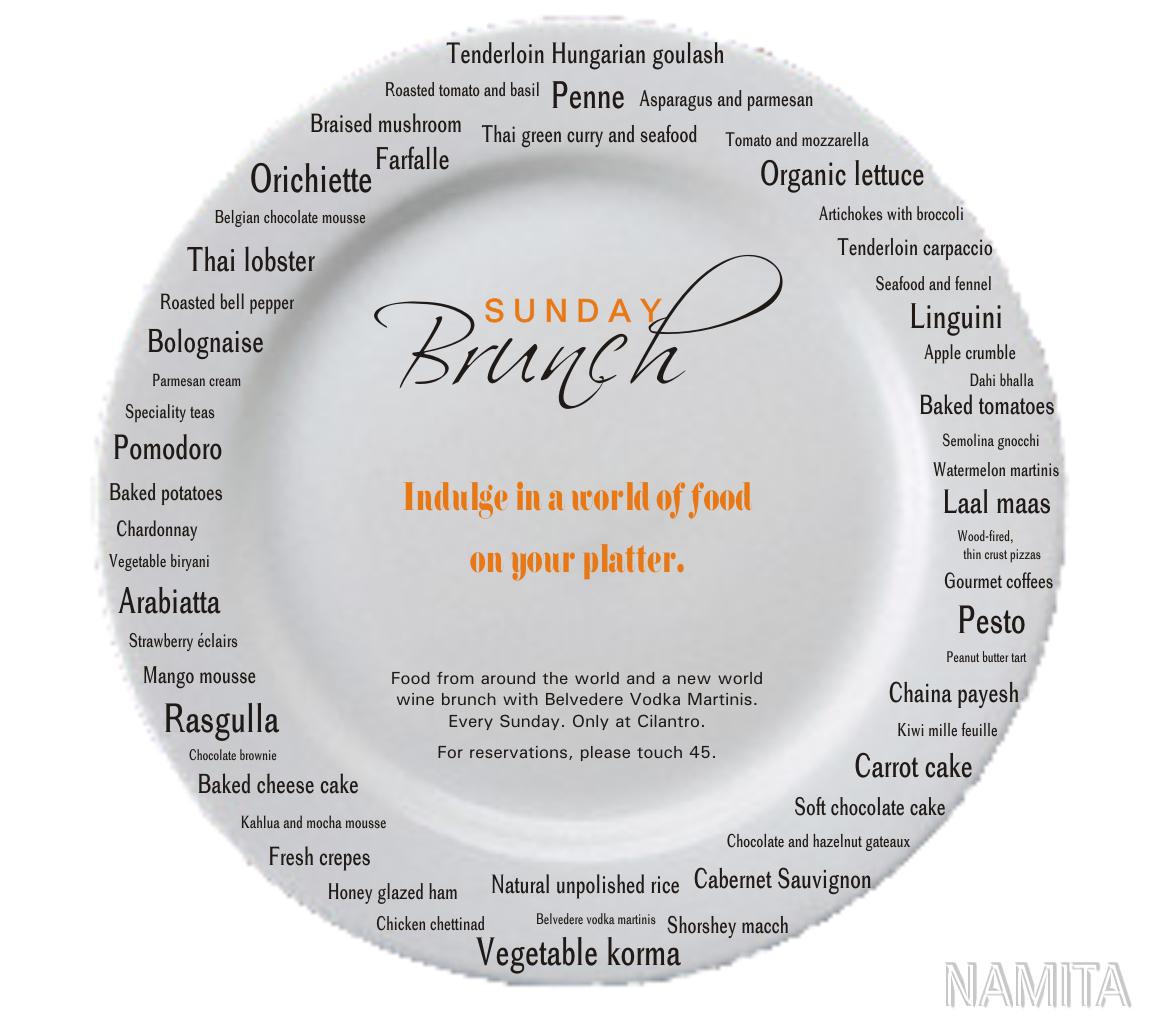 Tenderloin Hungarian goulash
Roasted tomato and basil Penne Asparagus and parmesan
Braised mushroom Thai green curry and seafood Tomato and mozzarella
Farfalle
Orichiette Organic lettuce
Belgian chocolate mousse Artichokes with broccoli
Thai lobster Tenderloin carpaccio
Roasted bell pepper Seafood and fennel
Bolognaise Linguini
Parmesan cream Apple crumble
Speciality teas Dahi bhalla
Pomodoro Baked tomatoes
Baked potatoes Semolina gnocchi
Chardonnay Watermelon martinis
Vegetable biryani Laal maas
Arabiatta Wood-fired,
thin crust pizzas
Strawberry éclairs Gourmet coffees
Mango mousse Pesto
Rasgulla Peanut butter tart
Chocolate brownie Chaina payesh
Baked cheese cake Kiwi mille feuille
Kahlua and mocha mousse Carrot cake
Fresh crepes Soft chocolate cake
Honey glazed ham Chocolate and hazelnut gateaux
Chicken chettinad Natural unpolished rice Cabernet Sauvignon
Belvedere vodka martinis Shorshey macch
Vegetable korma
SUNDAY
Brunch
Indulge in a world of food
on your platter.
Food from around the world and a new world
wine brunch with Belvedere Vodka Martinis.
Every Sunday. Only at Cilantro.
For reservations, please touch 45.
NAMITA